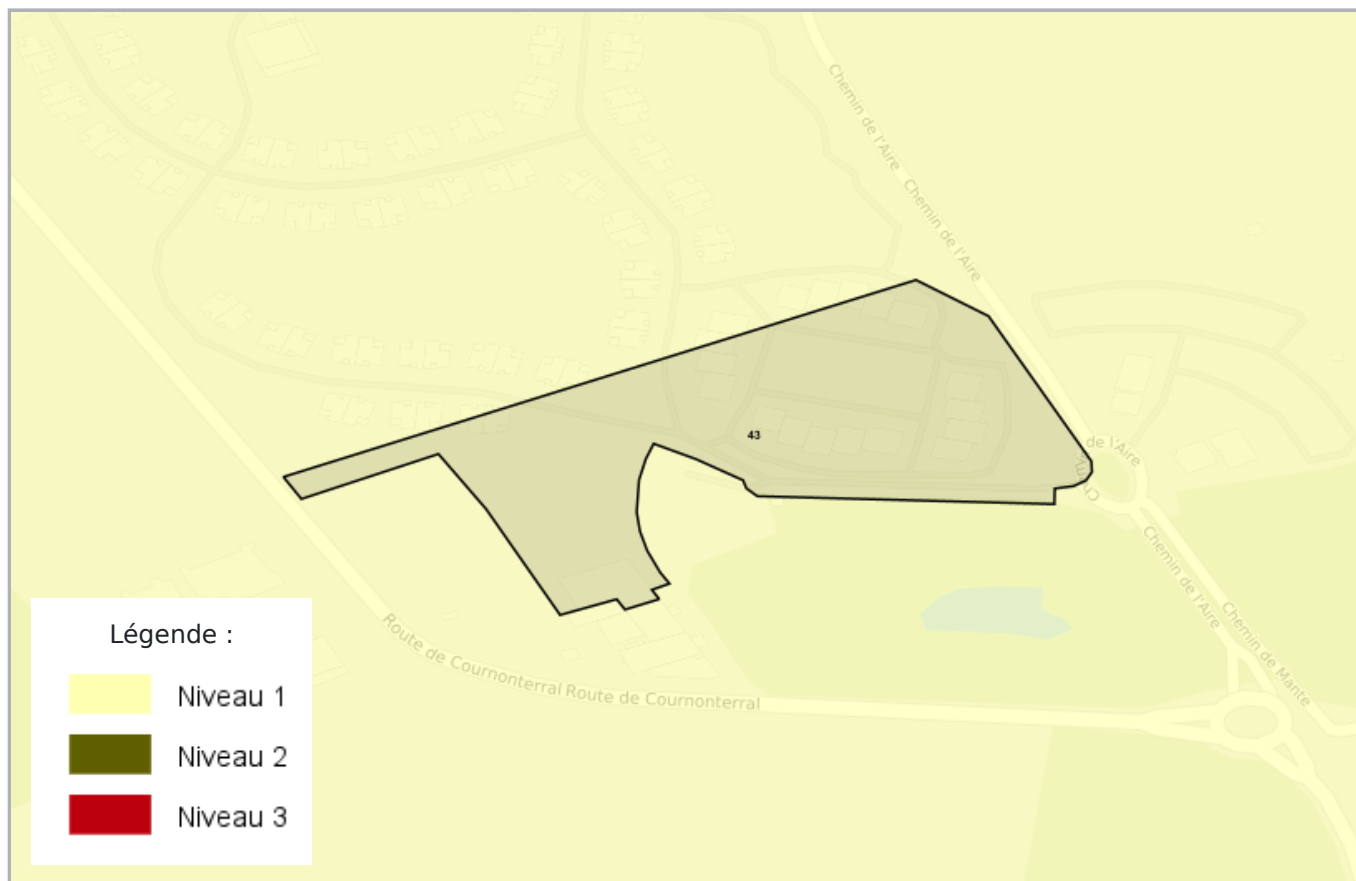 Chemin de l'Aire
Chemin de l'Aire
43
de l'Aire
Chem
Chemin de l'Aire
Chemin de Mante
Route de Cournonterral Route de Cournonterral
Légende :
Niveau 1
Niveau 2
Niveau 3